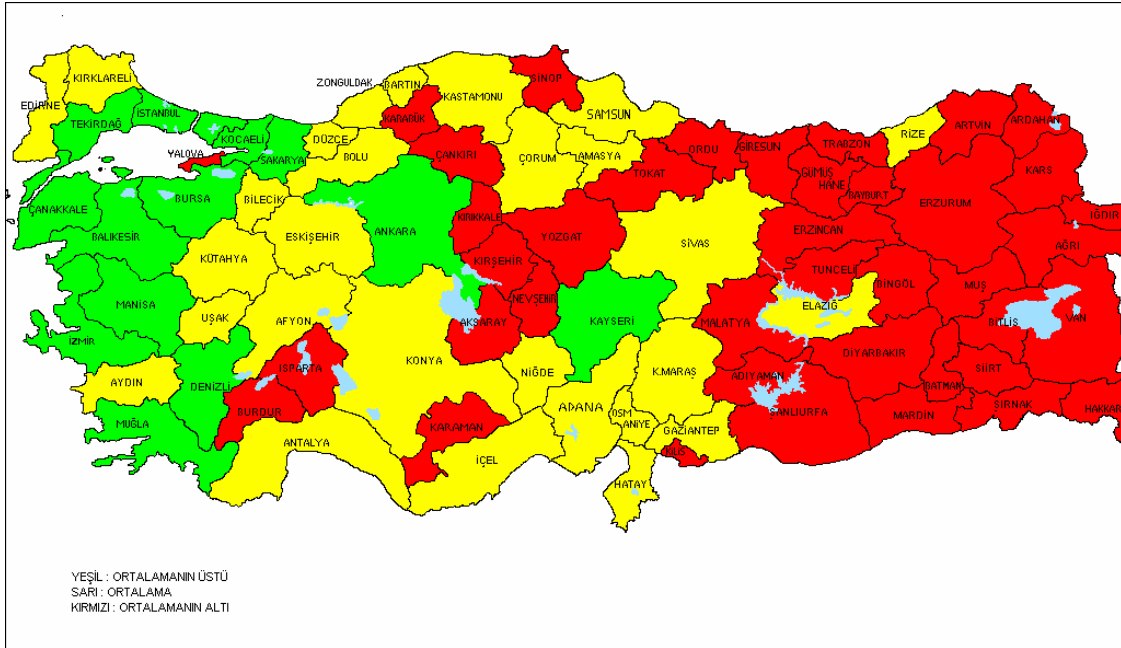 SİNOP
KIRKLARELİ
ZONGULDAK
BARTIN
KASTAMONU
EDİRNE
TEKİRDAĞ
İSTANBUL
KARABÜK
SAMSUN
KOCAELİ
DÜZCE
YALOVA
SAKARYA
BOLU
ÇANKIRI
ÇORUM
AMASYA
ORDU
GİRESUN
TRABZON
RİZE
ARTVİN
ARDAHAN
TOKAT
GÜMÜŞ
HANE
BAYBURT
KARS
ÇANAKKALE
BURSA
BİLECİK
ANKARA
KIRIKKALE
ERZURUM
IĞDIR
BALIKESİR
ESKİŞEHİR
YOZGAT
SİVAS
ERZİNCAN
AĞRI
KÜTAHYA
KIRŞEHİR
TUNCELİ
MANİSA
UŞAK
AFYON
NEVŞEHİR
BİNGÖL
MUŞ
ELAZIĞ
İZMİR
AKSARAY
KAYSERİ
MALATYA
BİTLİS
VAN
KONYA
DİYARBAKIR
AYDIN
DENİZLİ
ISPARTA
NİĞDE
K.MARAŞ
ADIYAMAN
SİİRT
BATMAN
BURDUR
ADANA
OSM
ANİYE
ŞANLIURFA
MARDİN
ŞIRNAK
HAKKAR
MUĞLA
KARAMAN
GAZİANTEP
ANTALYA
KİLİS
İÇEL
HATAY
YEŞİL : ORTALAMANIN ÜSTÜ
SARI : ORTALAMA
KIRMIZI : ORTALAMANIN ALTI